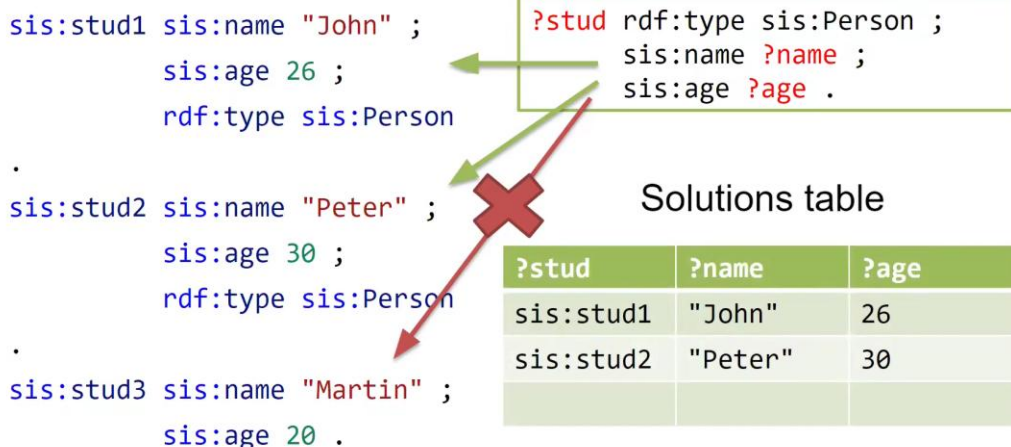 sis:stud1 sis:name "John" ;
sis:age 26 ;
rdf:type sis:Person
.
sis:stud2 sis:name "Peter" ;
sis:age 30 ;
rdf:type sis:Person
.
sis:stud3 sis:name "Martin" ;
sis:age 20 .
?stud rdf:type sis:Person ;
sis:name ?name ;
sis:age ?age .
Solutions table
?stud ?name ?age
sis:stud1 "John" 26
sis:stud2 "Peter" 30